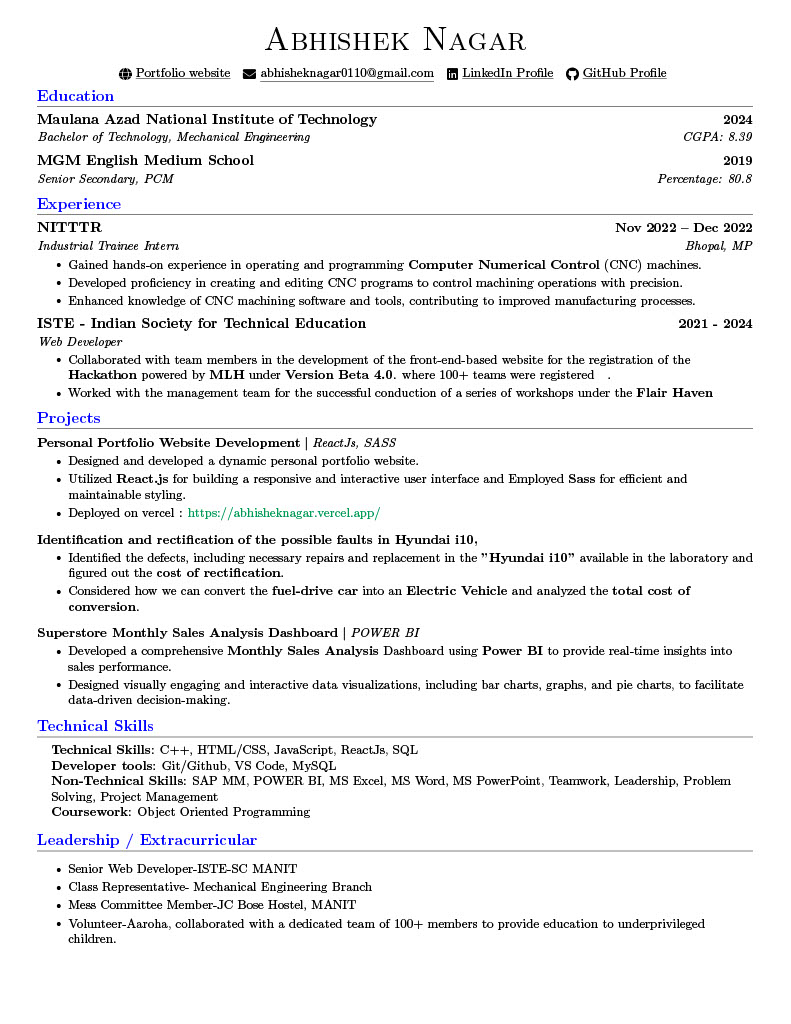 Abhishek Nagar
Portfolio website abhisheknagar0110@gmail.com LinkedIn Profile GitHub Profile
Education
Maulana Azad National Institute of Technology 2024
Bachelor of Technology, Mechanical Engineering CGPA: 8.39
MGM English Medium School 2019
Senior Secondary, PCM Percentage: 80.8
Experience
NITTTR Nov 2022 – Dec 2022
Industrial Trainee Intern Bhopal, MP
• Gained hands-on experience in operating and programming Computer Numerical Control (CNC) machines.
• Developed proficiency in creating and editing CNC programs to control machining operations with precision.
• Enhanced knowledge of CNC machining software and tools, contributing to improved manufacturing processes.
ISTE - Indian Society for Technical Education 2021 - 2024
Web Developer
• Collaborated with team members in the development of the front-end-based website for the registration of the
Hackathon powered by MLH under Version Beta 4.0. where 100+ teams were registered .
• Worked with the management team for the successful conduction of a series of workshops under the Flair Haven
Projects
Personal Portfolio Website Development | ReactJs, SASS
• Designed and developed a dynamic personal portfolio website.
• Utilized React.js for building a responsive and interactive user interface and Employed Sass for efficient and
maintainable styling.
• Deployed on vercel : https://abhisheknagar.vercel.app/
Identification and rectification of the possible faults in Hyundai i10,
• Identified the defects, including necessary repairs and replacement in the ”Hyundai i10” available in the laboratory and
figured out the cost of rectification.
• Considered how we can convert the fuel-drive car into an Electric Vehicle and analyzed the total cost of
conversion.
Superstore Monthly Sales Analysis Dashboard | POWER BI
• Developed a comprehensive Monthly Sales Analysis Dashboard using Power BI to provide real-time insights into
sales performance.
• Designed visually engaging and interactive data visualizations, including bar charts, graphs, and pie charts, to facilitate
data-driven decision-making.
Technical Skills
Technical Skills: C++, HTML/CSS, JavaScript, ReactJs, SQL
Developer tools: Git/Github, VS Code, MySQL
Non-Technical Skills: SAP MM, POWER BI, MS Excel, MS Word, MS PowerPoint, Teamwork, Leadership, Problem
Solving, Project Management
Coursework: Object Oriented Programming
Leadership / Extracurricular
• Senior Web Developer-ISTE-SC MANIT
• Class Representative- Mechanical Engineering Branch
• Mess Committee Member-JC Bose Hostel, MANIT
• Volunteer-Aaroha, collaborated with a dedicated team of 100+ members to provide education to underprivileged
children.